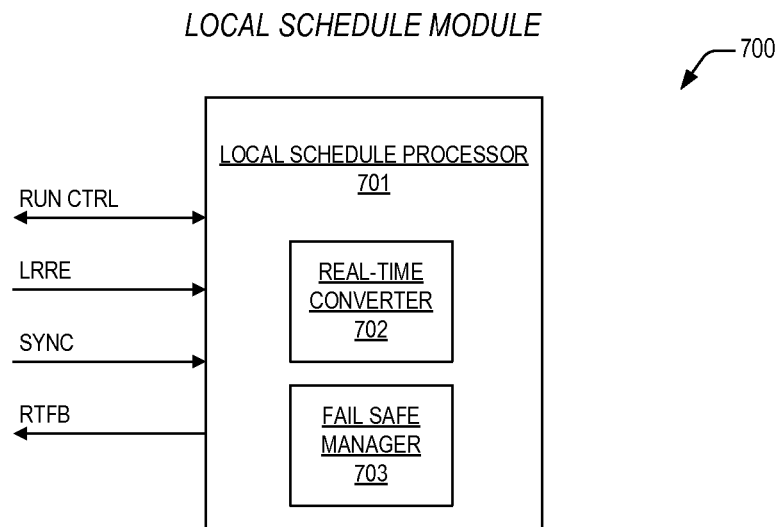 LOCAL SCHEDULE MODULE
700
LOCAL SCHEDULE PROCESSOR
701
RUN CTRL
LRRE
REAL-TIME
CONVERTER
702
SYNC
RTFB
FAIL SAFE
MANAGER
703